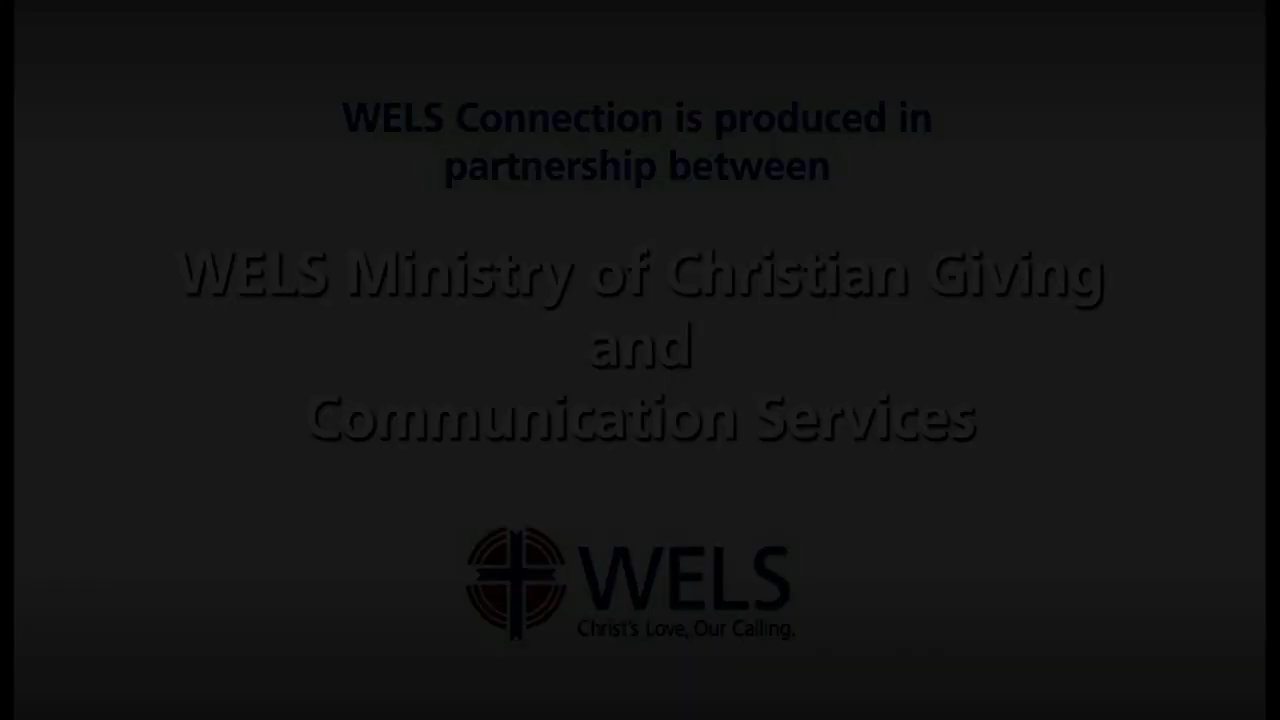 WELS Connection is produced in
partnership between
WELS Ministry of Christian Giving
and
Communication Services
WELS
Christ's Love, Our Calling.